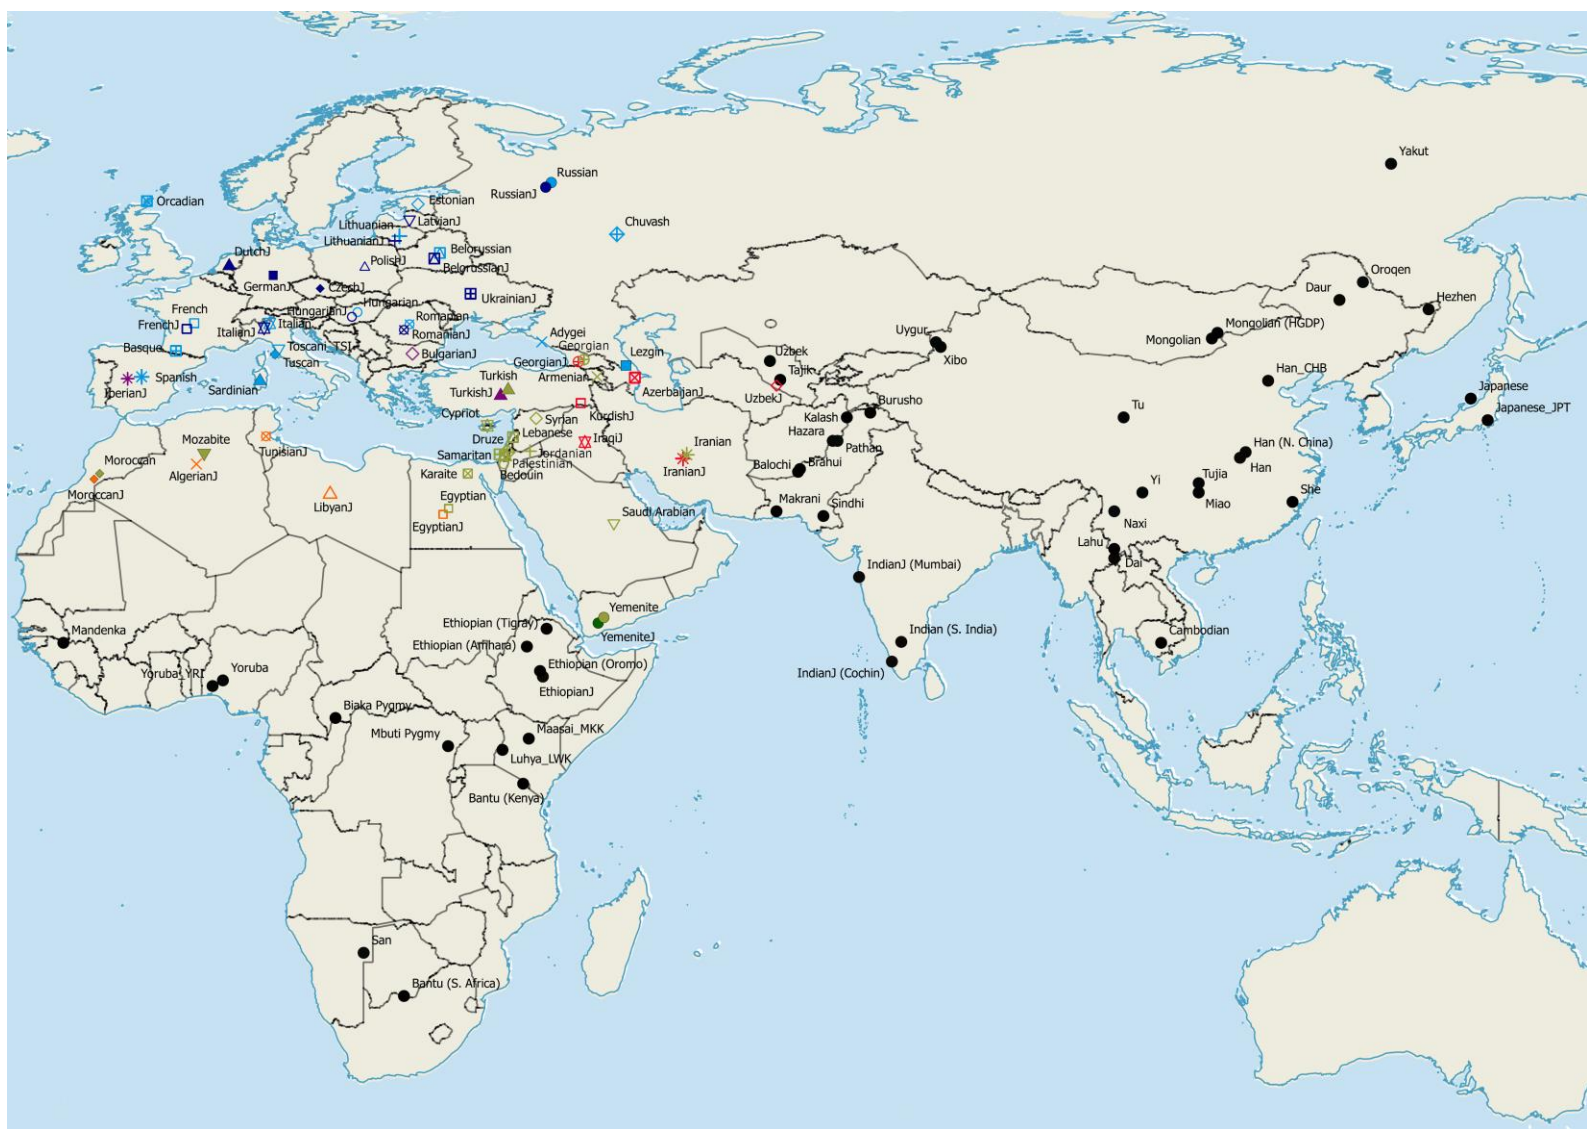 Yakut
Russian
RussianJ
Orcadian
Estonian
LatvianJ
Lithuanian
LithuanianJ
Chuvash
Belorussian
BelorussianJ
DutchJ
PolishJ
GermanJ
CzechJ
UkrainianJ
Oroqen
Daur
Hezhen
French
FrenchJ
Hungarian
HungarianJ
Romanian
RomanianJ
ItalianJ
Italian
Basque
Toscani_TSI
Tuscan
BulgarianJ
Adygei
Georgian
GeorgianJ
Armenian
Lezgin
AzerbaijanJ
Uzbek
Tajik
UzbekJ
Uygur
Xibo
Mongolian (HGDP)
Mongolian
Han_CHB
Japanese
Japanese_JPT
IberianJ
Spanish
Sardinian
Turkish
TurkishJ
Cypriot
Syrian
KurdishJ
Druze
Lebanese
Samaritan
Jordanian
Palestinian
Bedouin
IraqiJ
Iranian
IranianJ
Kalash
Burusho
Hazara
Pathan
Balochi
Brahui
Makrani
Sindhi
Tu
Han (N. China)
Han
Tujia
Miao
Yi
She
Naxi
Lahu
Dai
Mozabite
AlgerianJ
TunisianJ
Moroccan
MoroccanJ
LibyanJ
Karaite
Egyptian
EgyptianJ
Saudi Arabian
IndianJ (Mumbai)
Yemenite
YemeniteJ
Ethiopian (Tigray)
Ethiopian (Amhara)
Ethiopian (Oromo)
EthiopianJ
Indian (S. India)
IndianJ (Cochin)
Cambodian
Mandenka
Yoruba_YRI
Yoruba
Biaka Pygmy
Mbuti Pygmy
Maasai_MKK
Luhya_LWK
Bantu (Kenya)
San
Bantu (S. Africa)